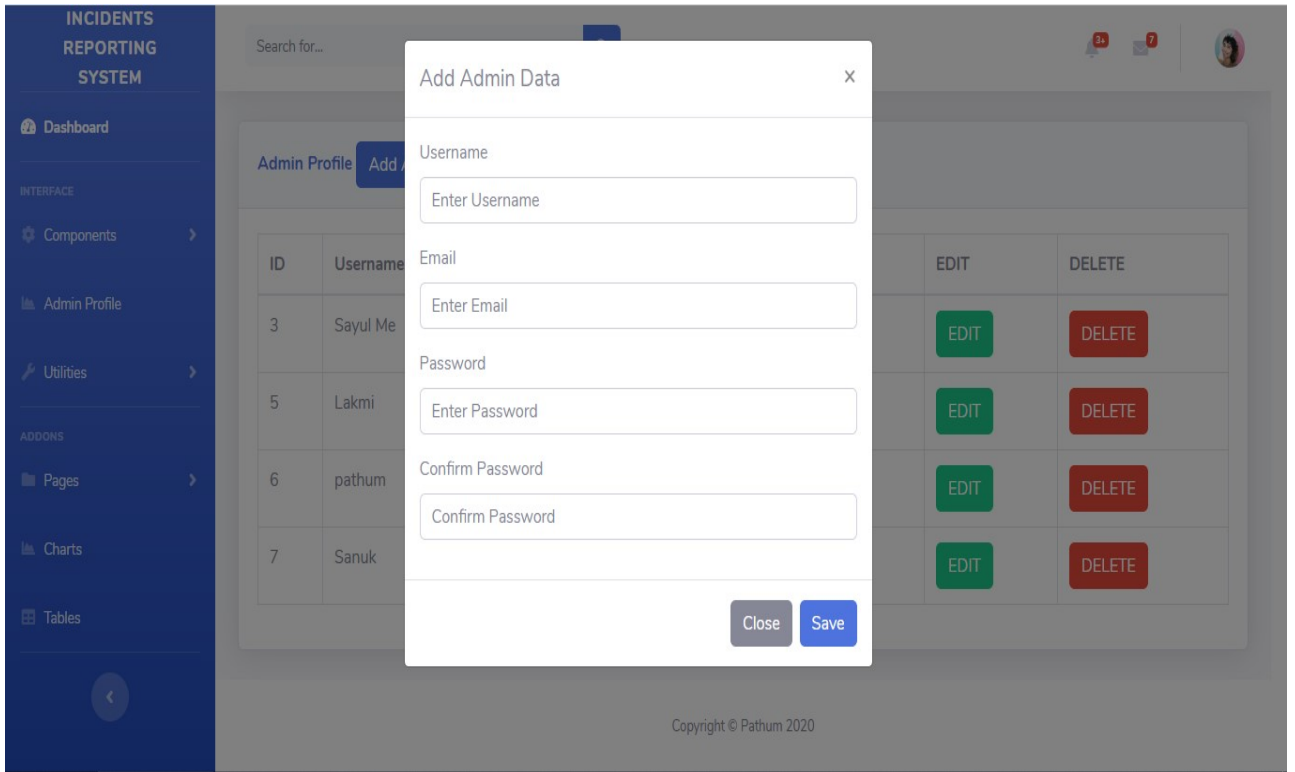 INCIDENTS
REPORTING
SYSTEM
Dashboard
INTERFACE
Components
Admin Profile
Utilities
ADDONS
Pages
Charts
Tables
Search for...
3+
7
Admin Profile Add
ID Username EDIT DELETE
3 Sayul Me EDIT DELETE
5 Lakmi EDIT DELETE
6 pathum EDIT DELETE
7 Sanuk EDIT DELETE
Add Admin Data x
Username
Enter Username
Email
Enter Email
Password
Enter Password
Confirm Password
Confirm Password
Close Save
Copyright © Pathum 2020